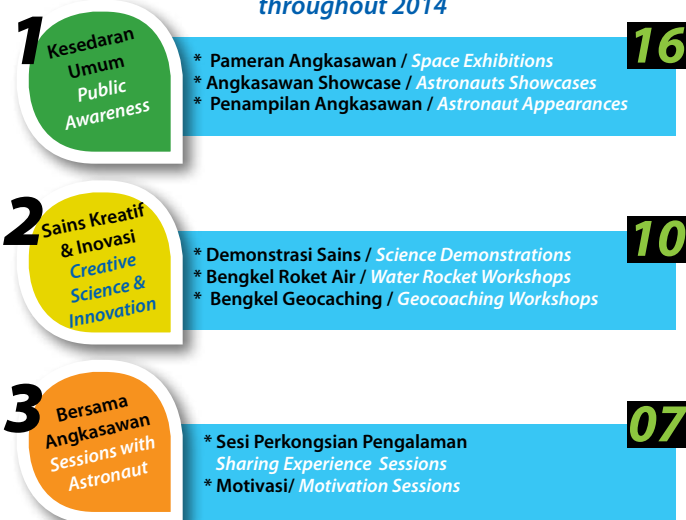 throughout 2014
1
Kesedaran
Umum
Public
Awareness
* Pameran Angkasawan / Space Exhibitions
* Angkasawan Showcase / Astronauts Showcases
* Penampilan Angkasawan / Astronaut Appearances
16
2
Sains Kreatif
& Inovasi
Creative
Science &
Innovation
* Demonstrasi Sains / Science Demonstrations
* Bengkel Roket Air / Water Rocket Workshops
* Bengkel Geocaching / Geocoaching Workshops
10
3
Bersama
Angkasawan
Sessions with
Astronaut
* Sesi Perkongsian Pengalaman
Sharing Experience Sessions
* Motivasi/ Motivation Sessions
07